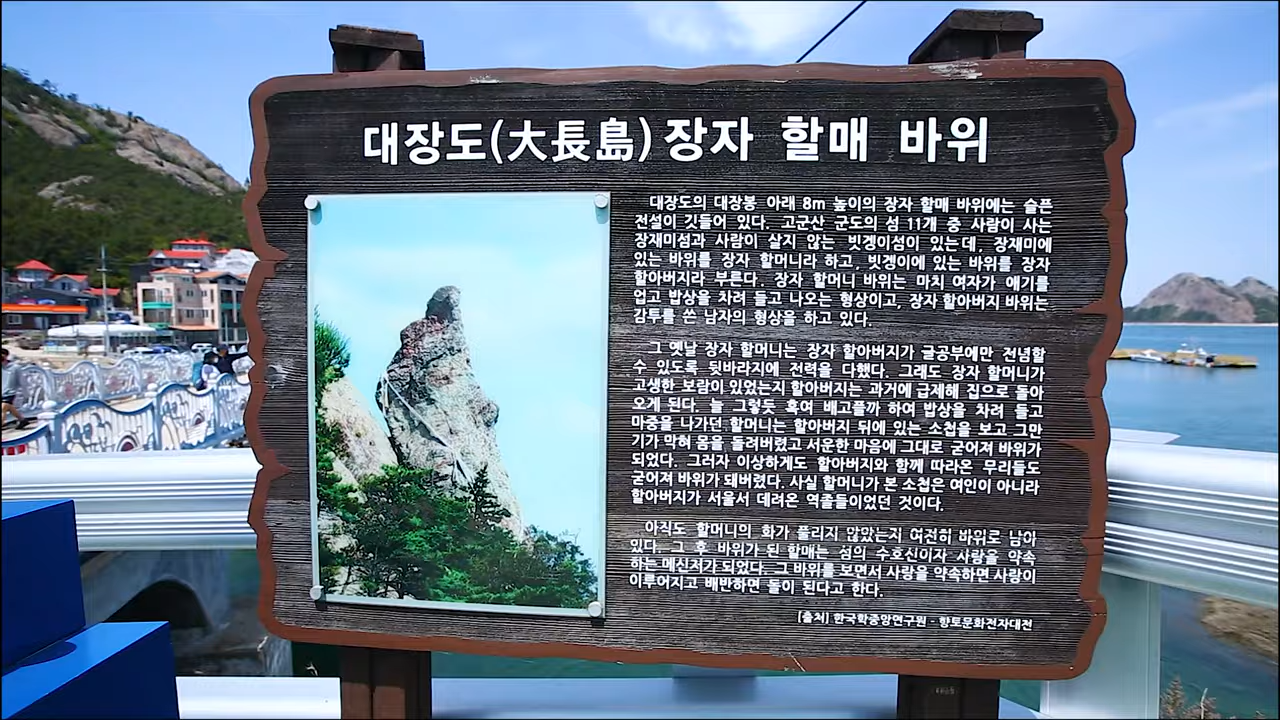 대장도(大長島) 장자 할매 바위
대장도의 대장봉 아래 8m 높이의 장자 할매 바위에는 슬픈
전설이 깃들어 있다. 고군산 군도의 섬 11개 중 사람이 사는
장재미섬과 사람이 살지 않는 빗겡이섬이 있는데, 장재미에
있는 바위를 장자 할머니라 하고, 빗겡이에 있는 바위를 장자
할아버지라 부른다. 장자 할머니 바위는 마치 여자가 애기를
업고 밥상을 차려 들고 나오는 형상이고, 장자 할아버지 바위는
감투를 쓴 남자의 형상을 하고 있다.
그 옛날 장자 할머니는 장자 할아버지가 글공부에만 전념할
수 있도록 뒷바라지에 전력을 다했다. 그래도 장자 할머니가
고생한 보람이 있었는지 할아버지는 과거에 급제해 집으로 돌아
오게 된다. 늘 그렇듯 혹여 배고플까 하여 밥상을 차려 들고
마중을 나가던 할머니는 할아버지 뒤에 있는 소첩을 보고 그만
기가 막혀 몸을 돌려버렸고 서운한 마음에 그대로 굳어져 바위가
되었다. 그러자 이상하게도 할아버지와 함께 따라온 무리들도
굳어져 바위가 돼버렸다. 사실 할머니가 본 소첩은 여인이 아니라
할아버지가 서울서 데려온 역졸들이었던 것이다.
아직도 할머니의 화가 풀리지 않았는지 여전히 바위로 남아
있다. 그 후 바위가 된 할매는 섬의 수호신이자 사랑을 약속
하는 메신저가 되었다. 그 바위를 보면서 사랑을 약속하면 사랑이
이루어지고 배반하면 돌이 된다고 한다.
[출처] 한국학중앙연구원 - 향토문화전자대전